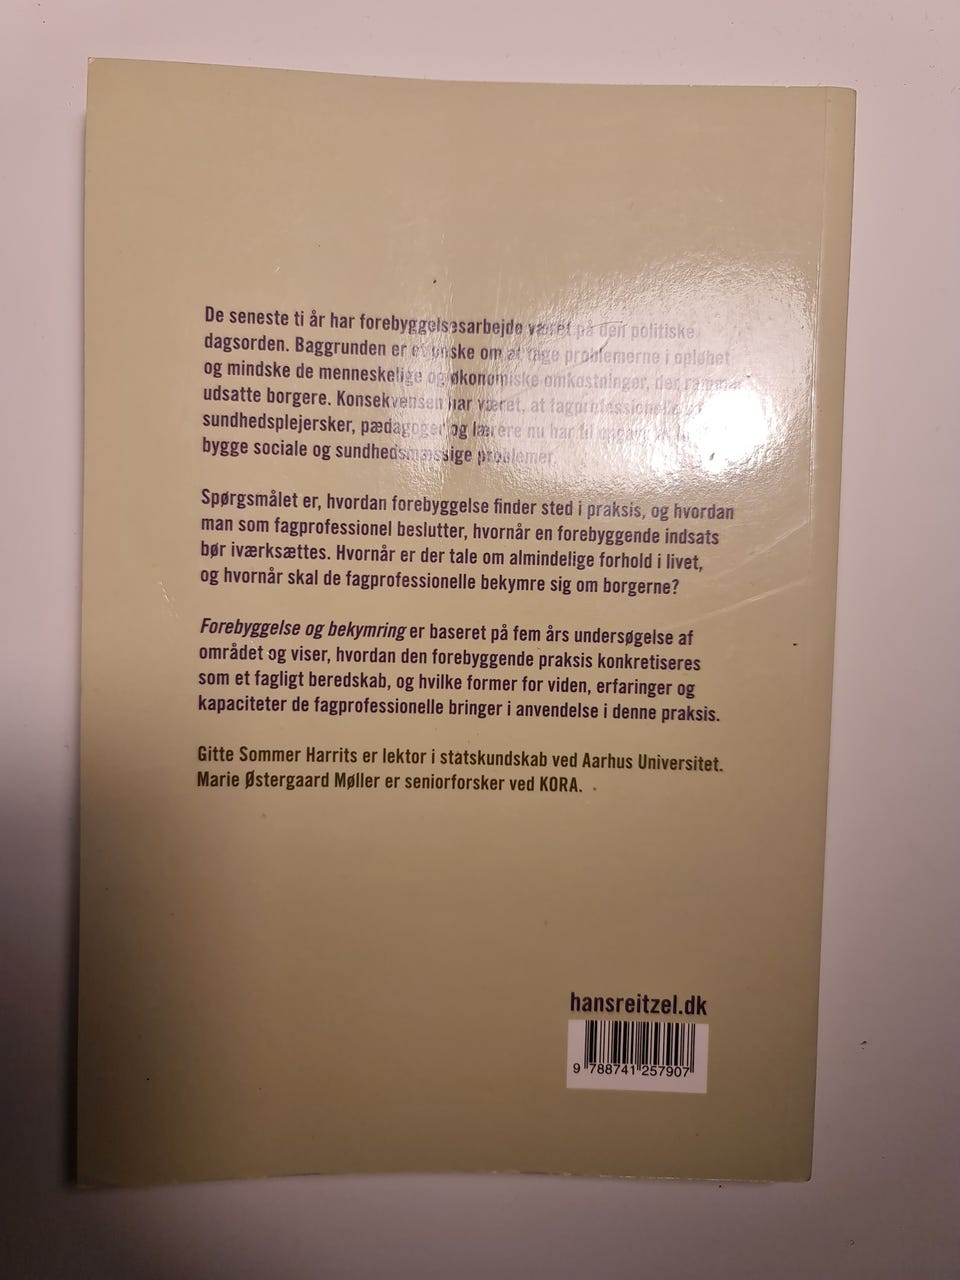 De seneste ti år har forebyggelsesarbejde været på den politiske
dagsorden. Baggrunden er et ønske om at tage problemerne i opløbet
og mindske de menneskelige og økonomiske omkostninger, der rammer
udsatte borgere. Konsekvensen har været, at fagprofessionelle
sundhedsplejersker, pædagoger og lærere nu har til opgave at
bygge sociale og sundhedsmæssige problemer.
Spørgsmålet er, hvordan forebyggelse finder sted i praksis, og hvordan
man som fagprofessionel beslutter, hvornår en forebyggende indsats
bør iværksættes. Hvornår er der tale om almindelige forhold i livet,
og hvornår skal de fagprofessionelle bekymre sig om borgerne?
Forebyggelse og bekymring er baseret på fem års undersøgelse af
området og viser, hvordan den forebyggende praksis konkretiseres
som et fagligt beredskab, og hvilke former for viden, erfaringer og
kapaciteter de fagprofessionelle bringer i anvendelse i denne praksis.
Gitte Sommer Harrits er lektor i statskundskab ved Aarhus Universitet.
Marie Østergaard Møller er seniorforsker ved KORA.
hansreitzel.dk
9 788741 257907